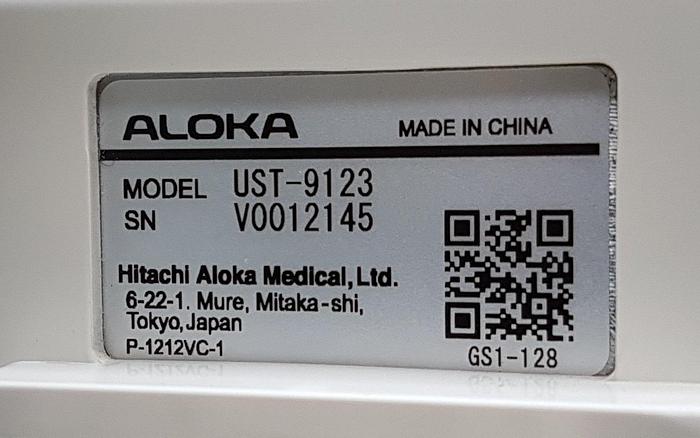 ALOKA MADE IN CHINA
MODEL UST-9123
SN V0012145
Hitachi Aloka Medical, Ltd.
6-22-1. Mure, Mitaka-shi,
Tokyo, Japan
P-1212VC-1
GS1-128